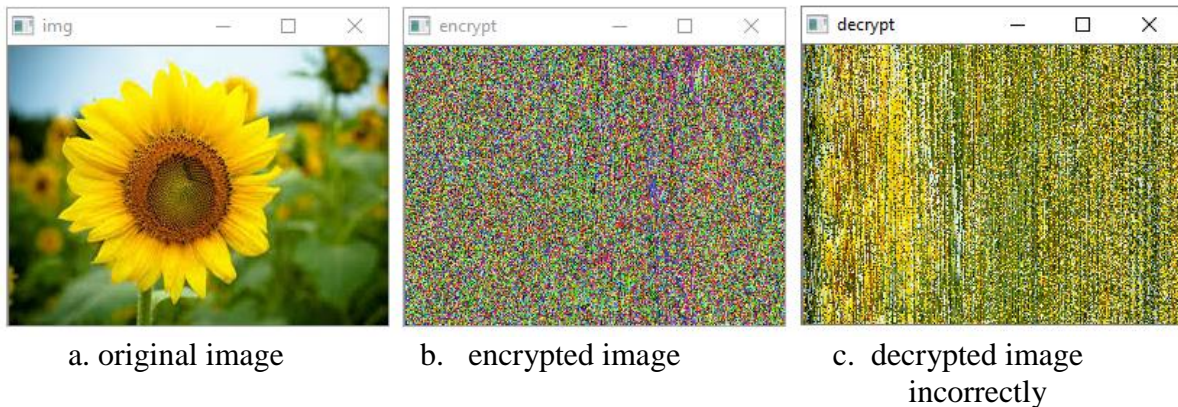 img
encrypt
decrypt
a. original image
b. encrypted image
c. decrypted image
incorrectly